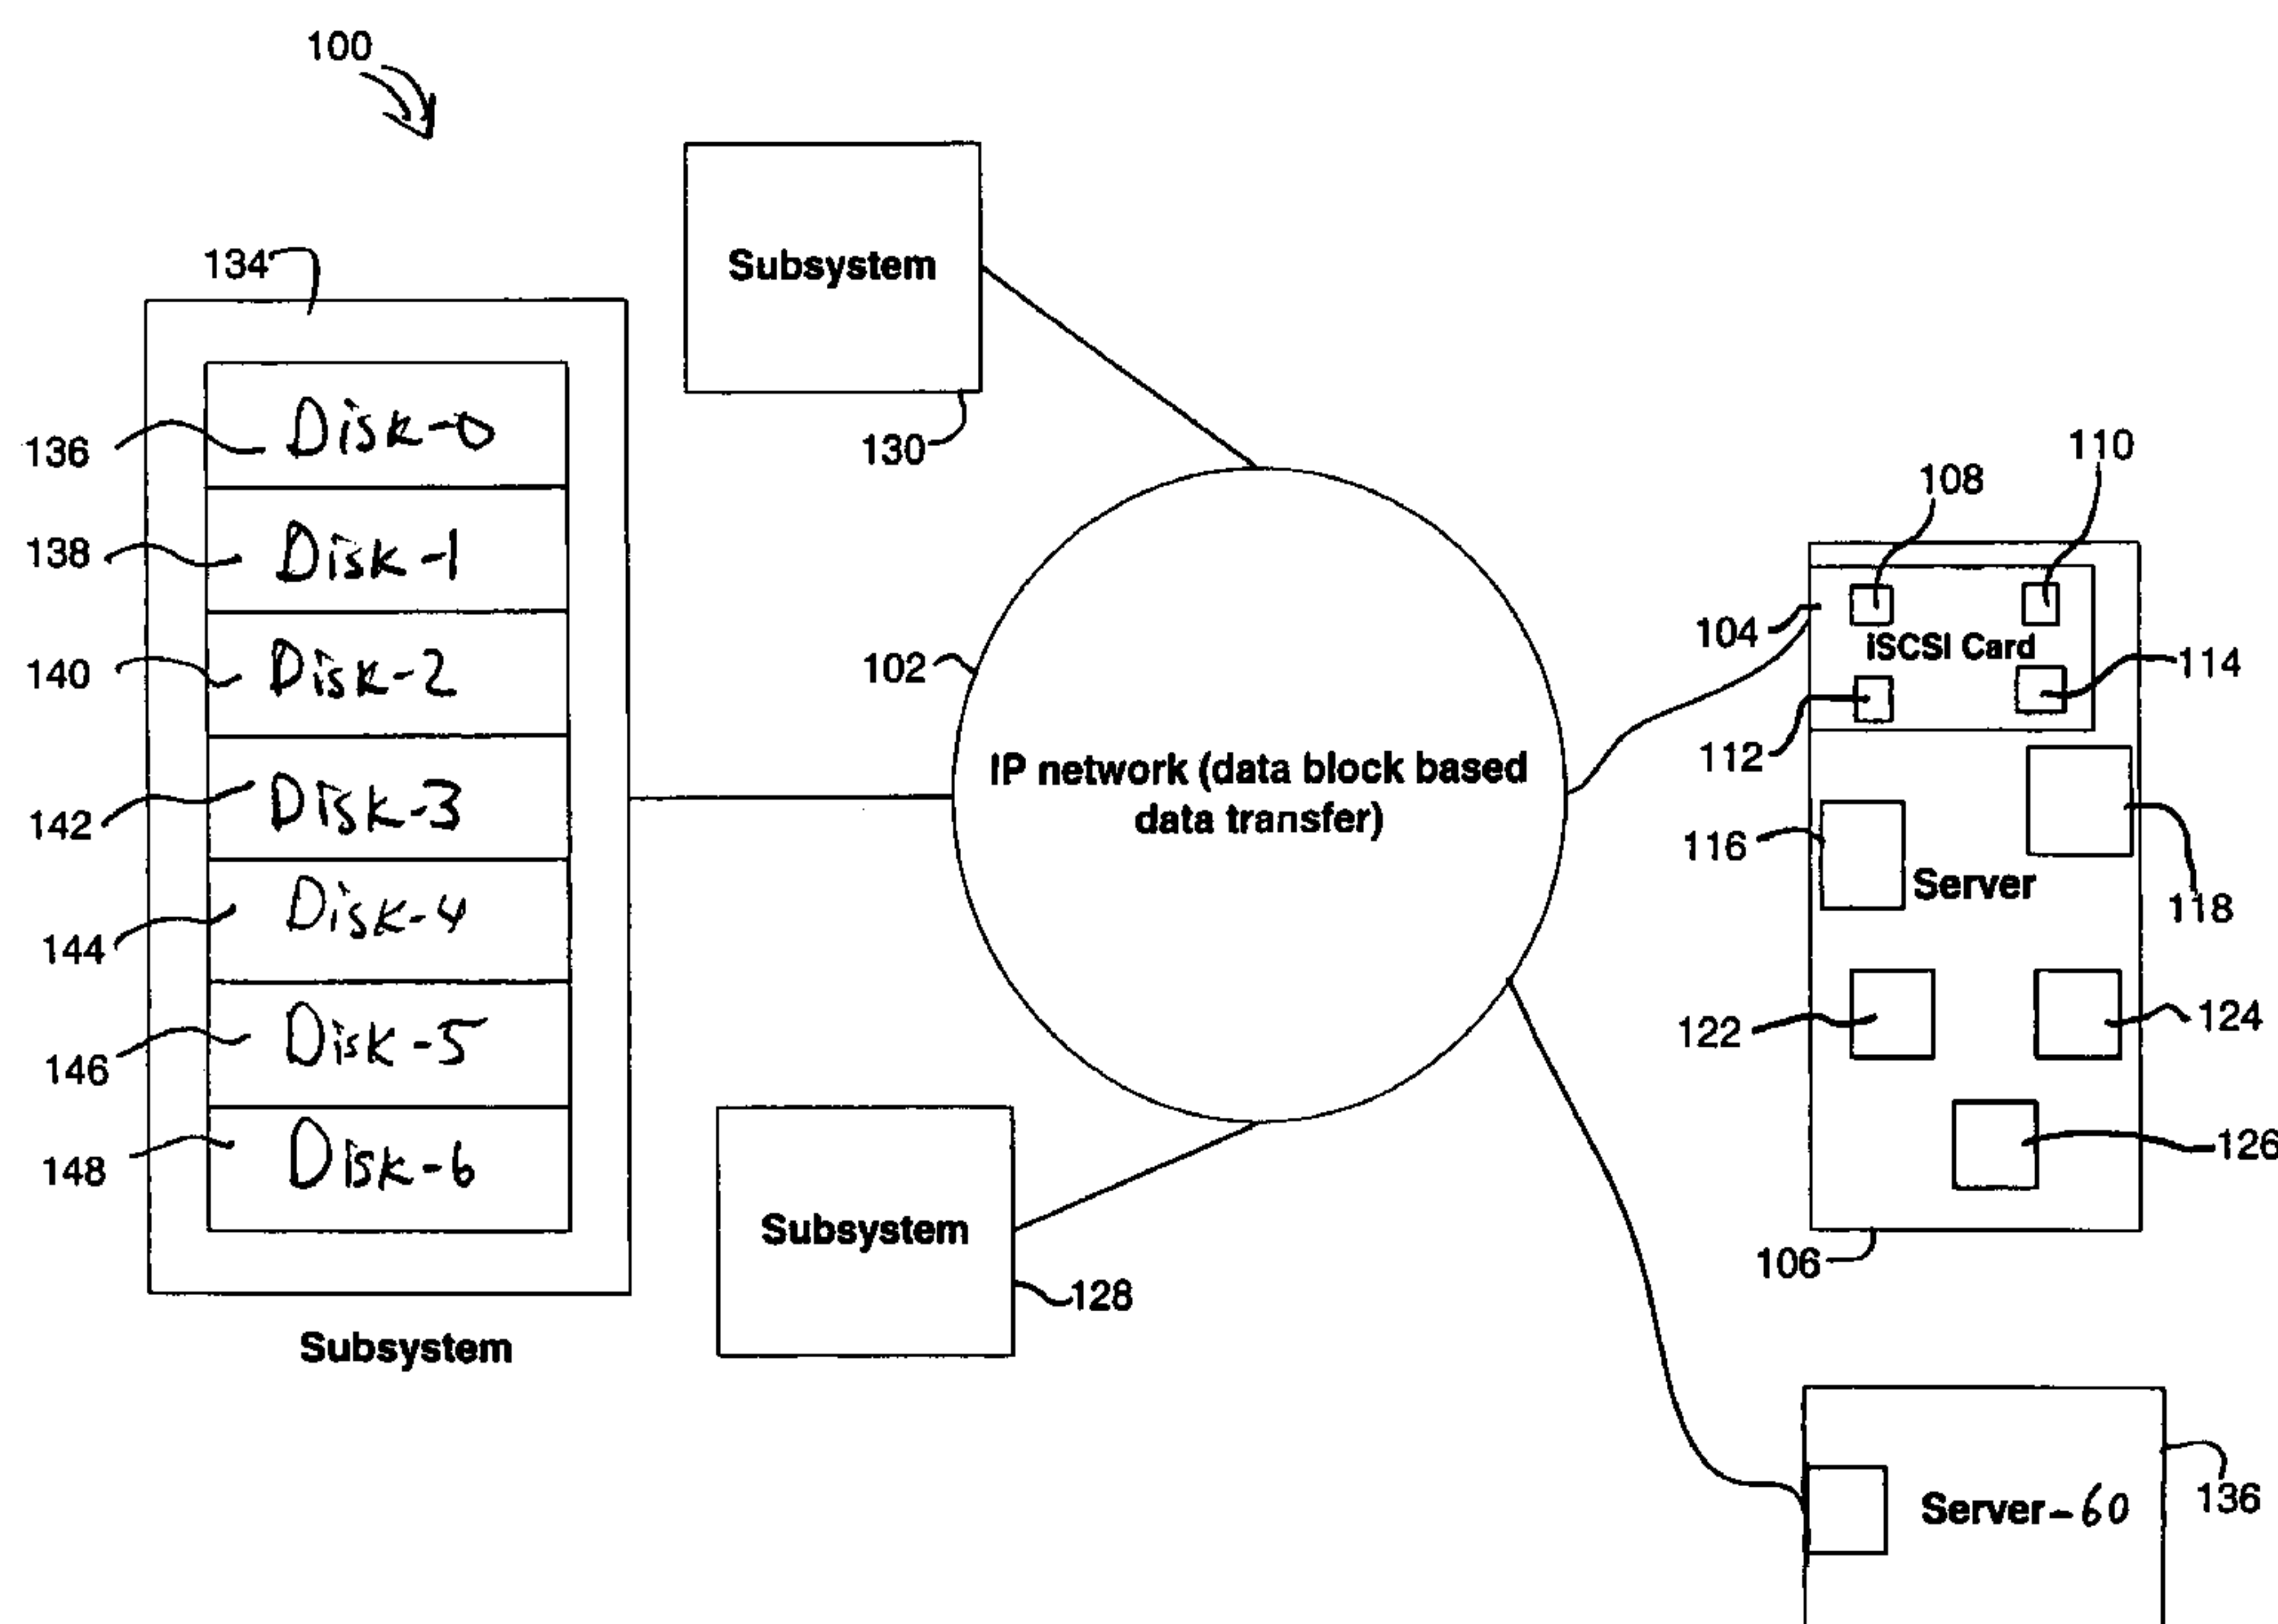 100
134
Subsystem
130
136
Disk-0
138
Disk-1
140
Disk-2
142
Disk-3
144
Disk-4
146
Disk-5
148
Disk-6
Subsystem
102
IP network (data block based
data transfer)
Subsystem
128
108
110
104
iSCSI Card
114
112
116
Server
118
122
124
126
106
Server-60
136